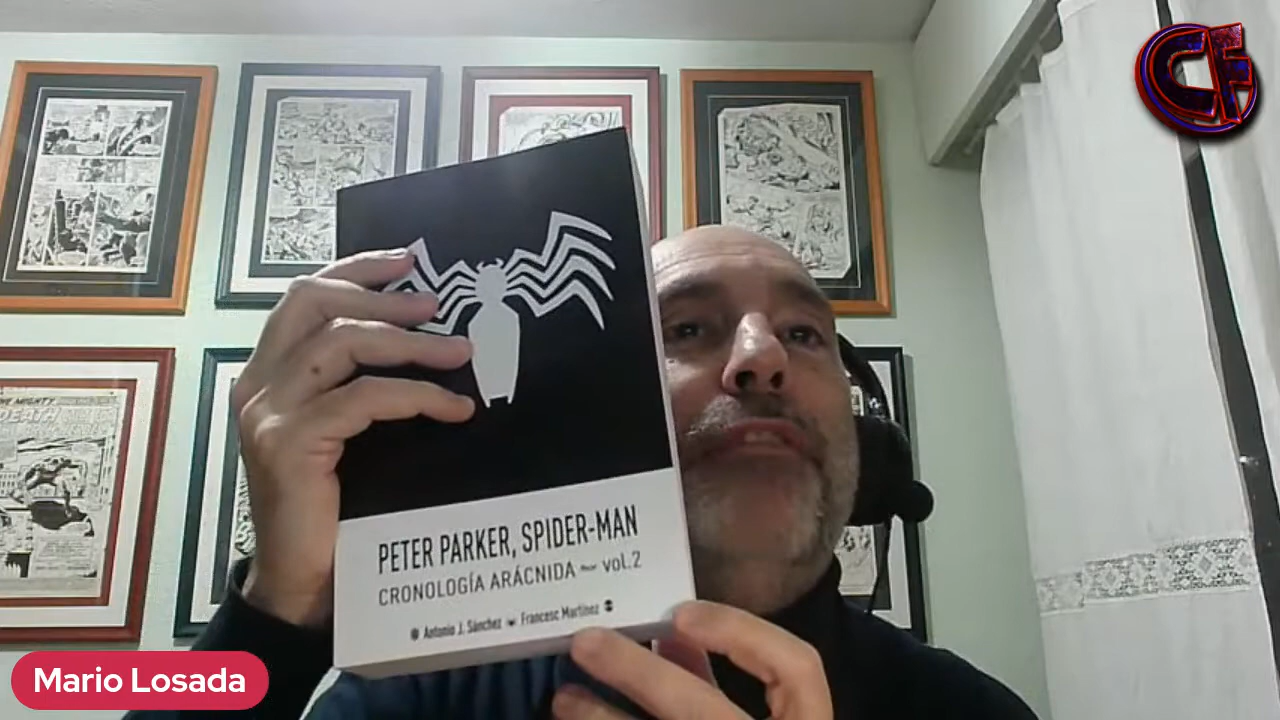 CF
PETER PARKER, SPIDER-MAN
CRONOLOGÍA ARÁCNIDA vol.2
Antonio J. Sánchez Francesc Martínez
Mario Losada